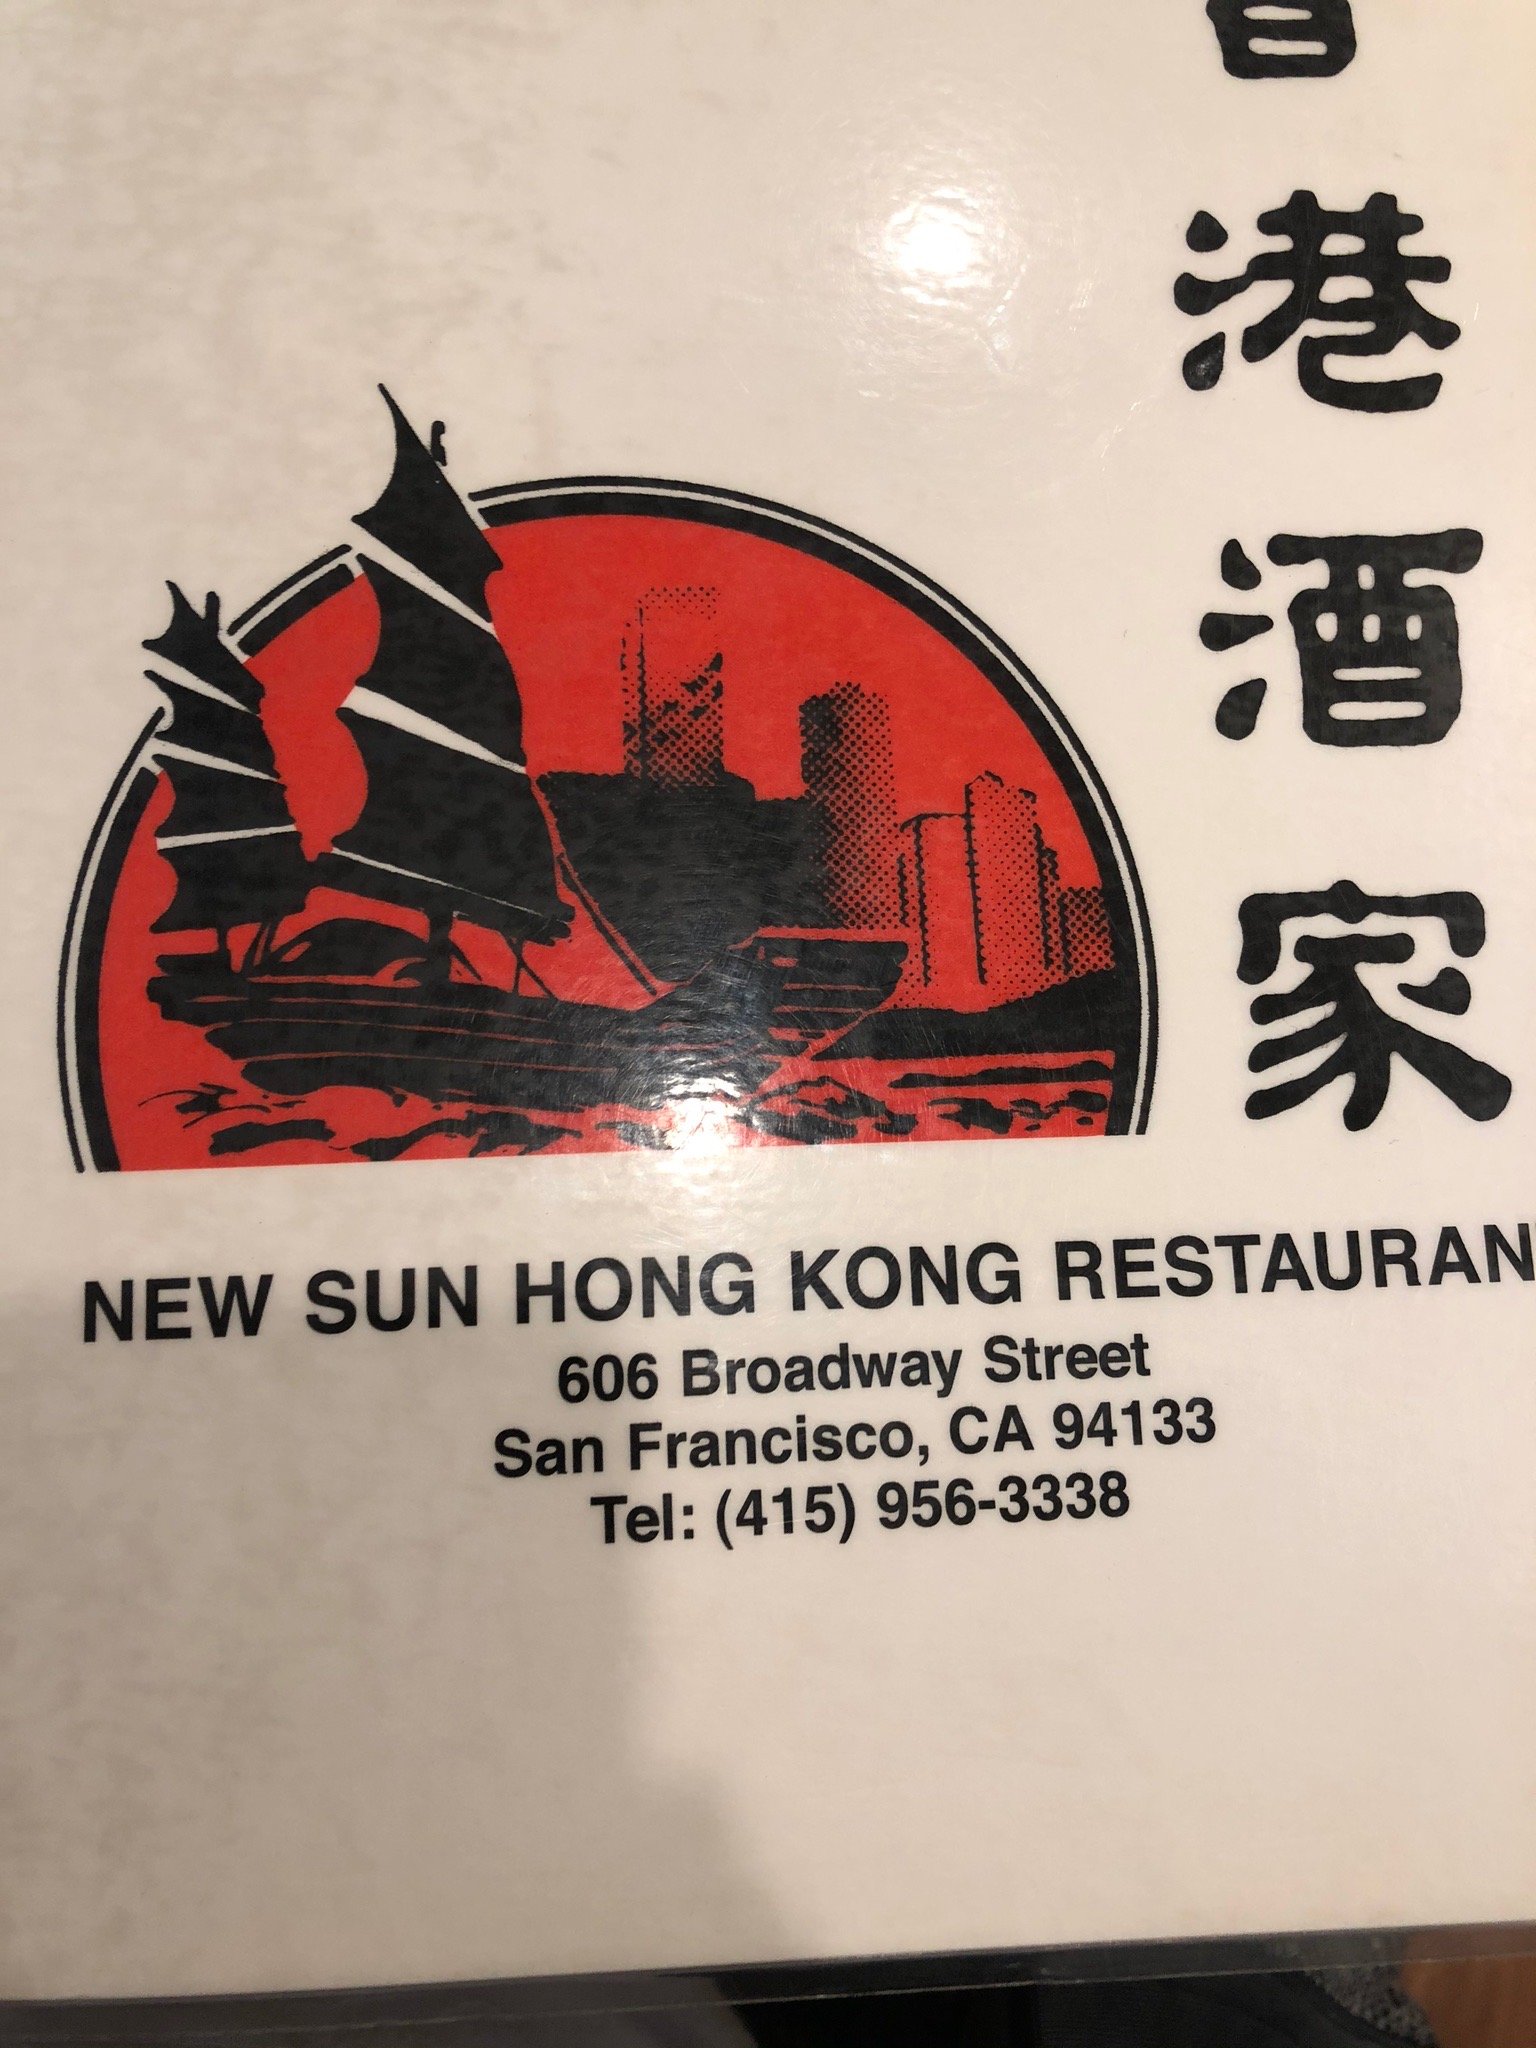 港酒家
NEW SUN HONG KONG RESTAURAN
606 Broadway Street
San Francisco, CA 94133
Tel: (415) 956-3338